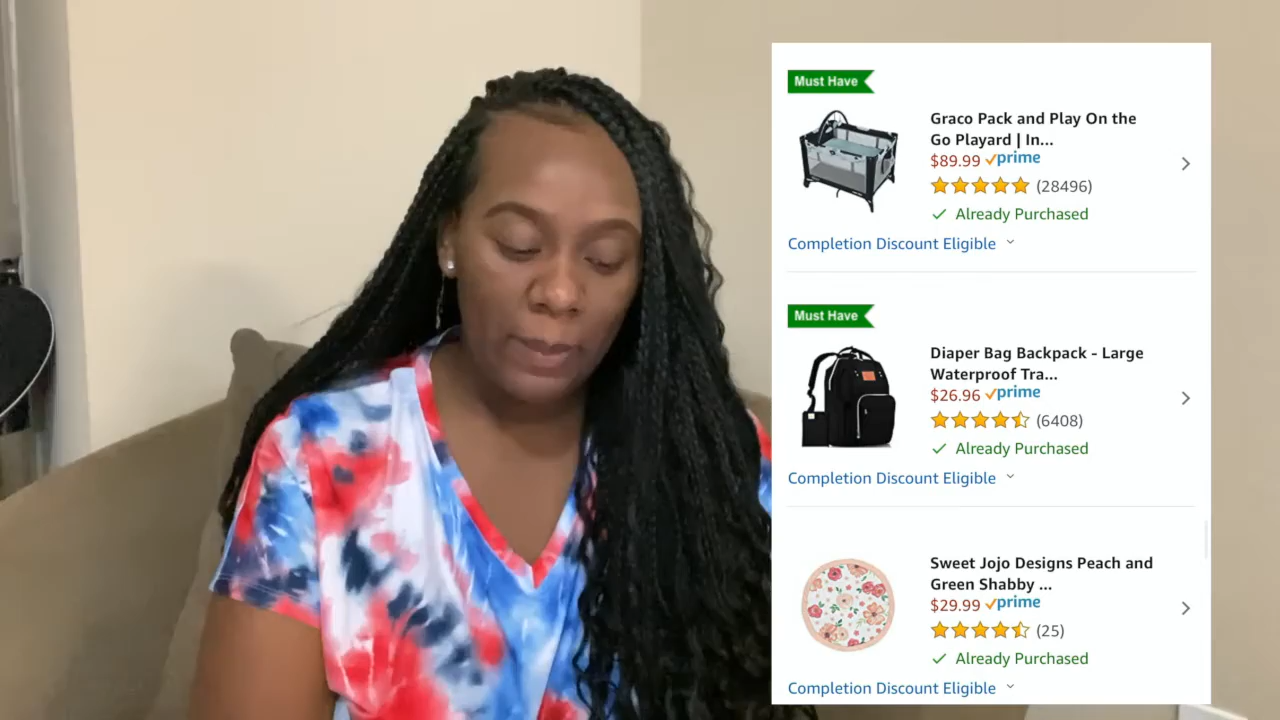 Must Have
Graco Pack and Play On the
Go Playard | In...
$89.99 prime
(28496)
Already Purchased
Completion Discount Eligible
Must Have
Diaper Bag Backpack - Large
Waterproof Tra...
$26.96 prime
(6408)
Already Purchased
Completion Discount Eligible
Sweet Jojo Designs Peach and
Green Shabby ...
$29.99 prime
(25)
Already Purchased
Completion Discount Eligible